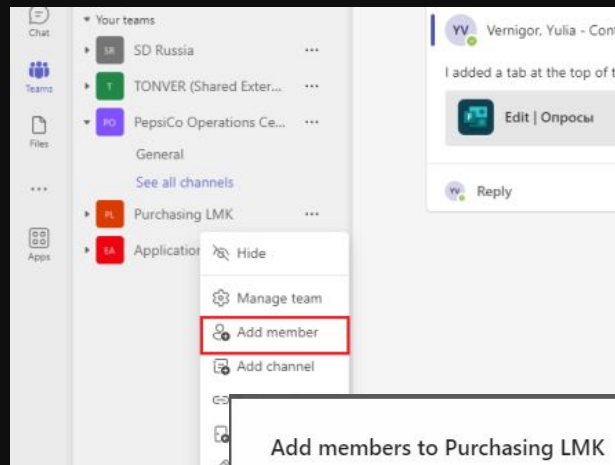 Chat
Teams
Files
Apps
Your teams
SR SD Russia
T TONVER (Shared Exter...
PO PepsiCo Operations Ce...
General
See all channels
PL Purchasing LMK
EA Application
Hide
Manage team
Add member
Add channel
YV Vernigor, Yulia - Cont
I added a tab at the top of t
Edit | Опросы
YV Reply
Add members to Purchasing LMK